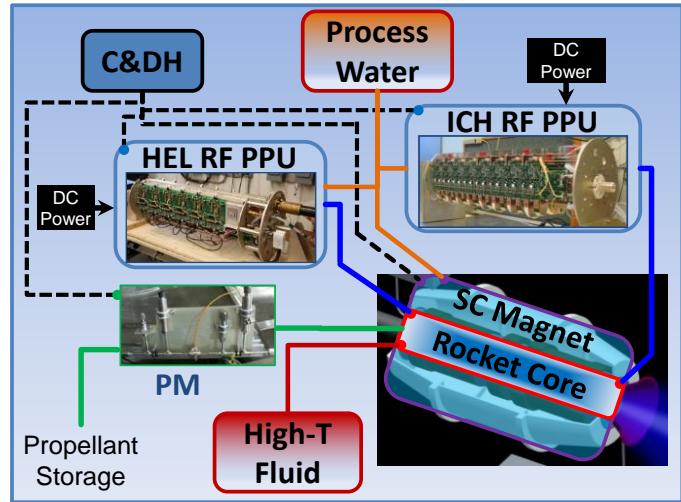 C&DH
Process
Water
DC
Power
ICH RF PPU
HEL RF PPU
DC
Power
SC Magnet
Rocket Core
PM
Propellant
Storage
High-T
Fluid